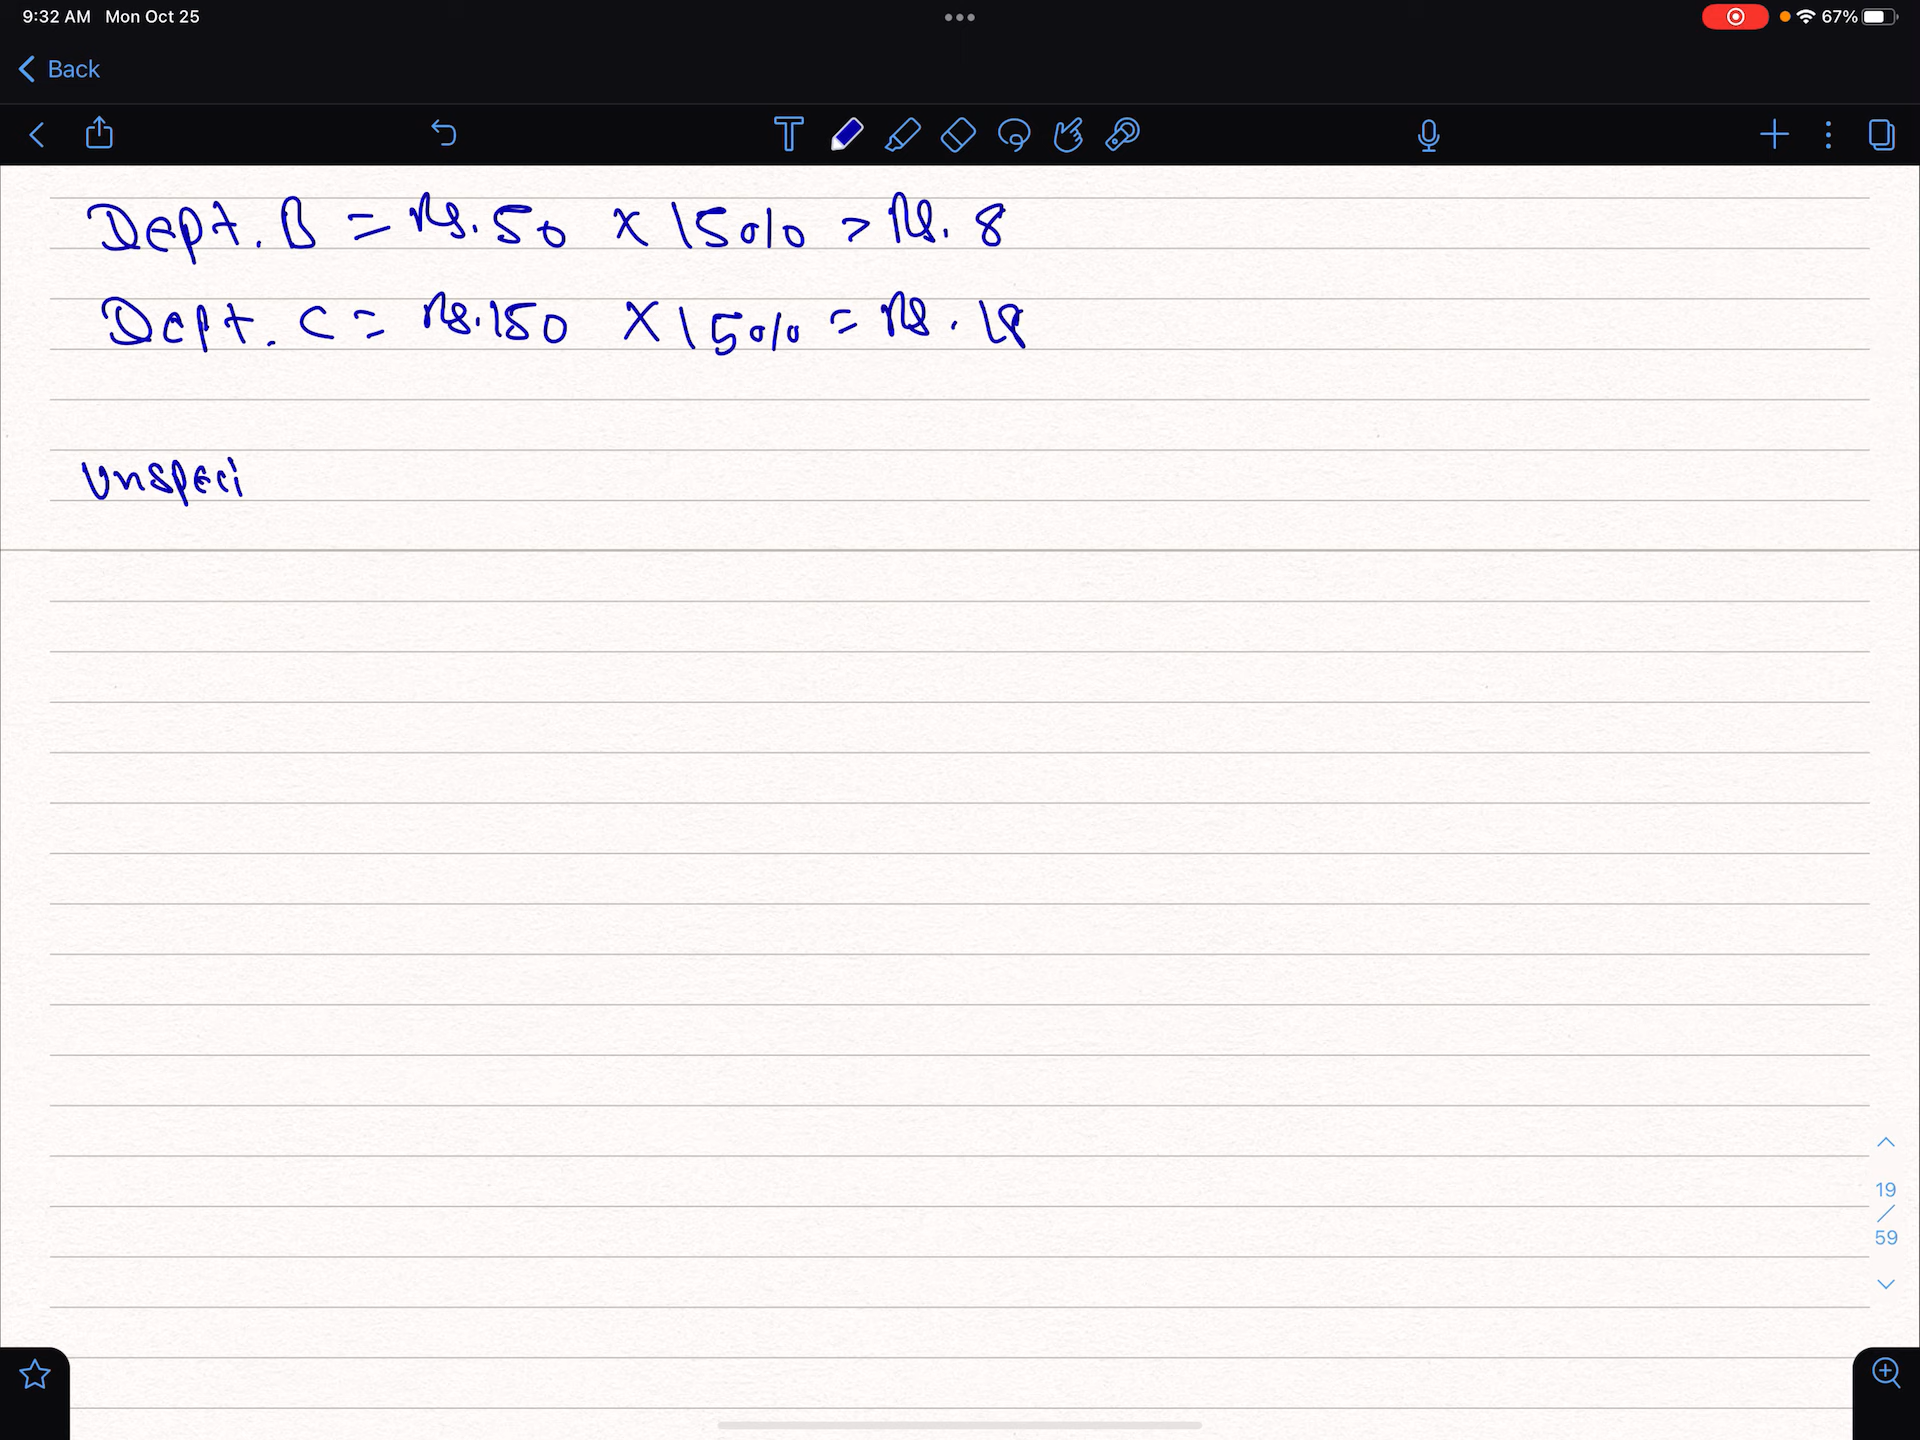 9:32 AM Mon Oct 25
67%
Back
Dept. B = Rs. 50 x 15% = Rs. 8
Dept. C = Rs. 150 x 15% = Rs. 18
Unspeci
19
/
59